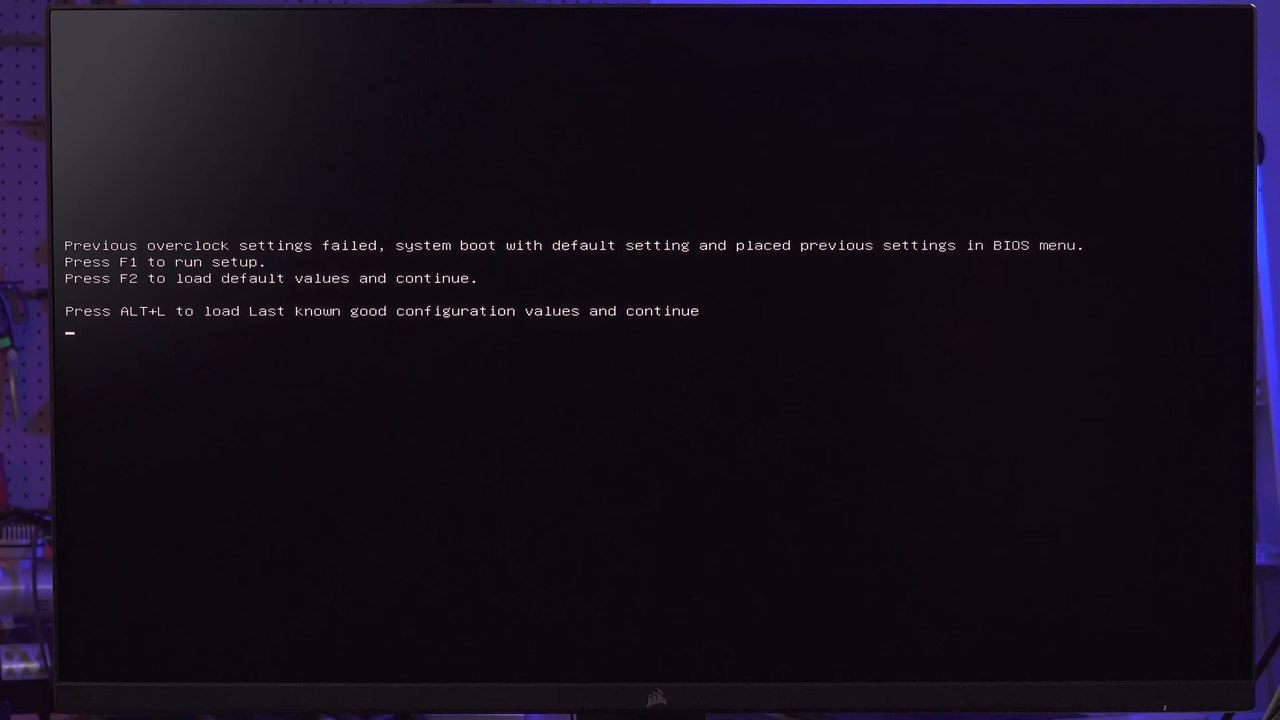 Previous overclock settings failed, system boot with default setting and placed previous settings in BIOS menu.
Press F1 to run setup.
Press F2 to load default values and continue.
Press ALT+L to load Last known good configuration values and continue